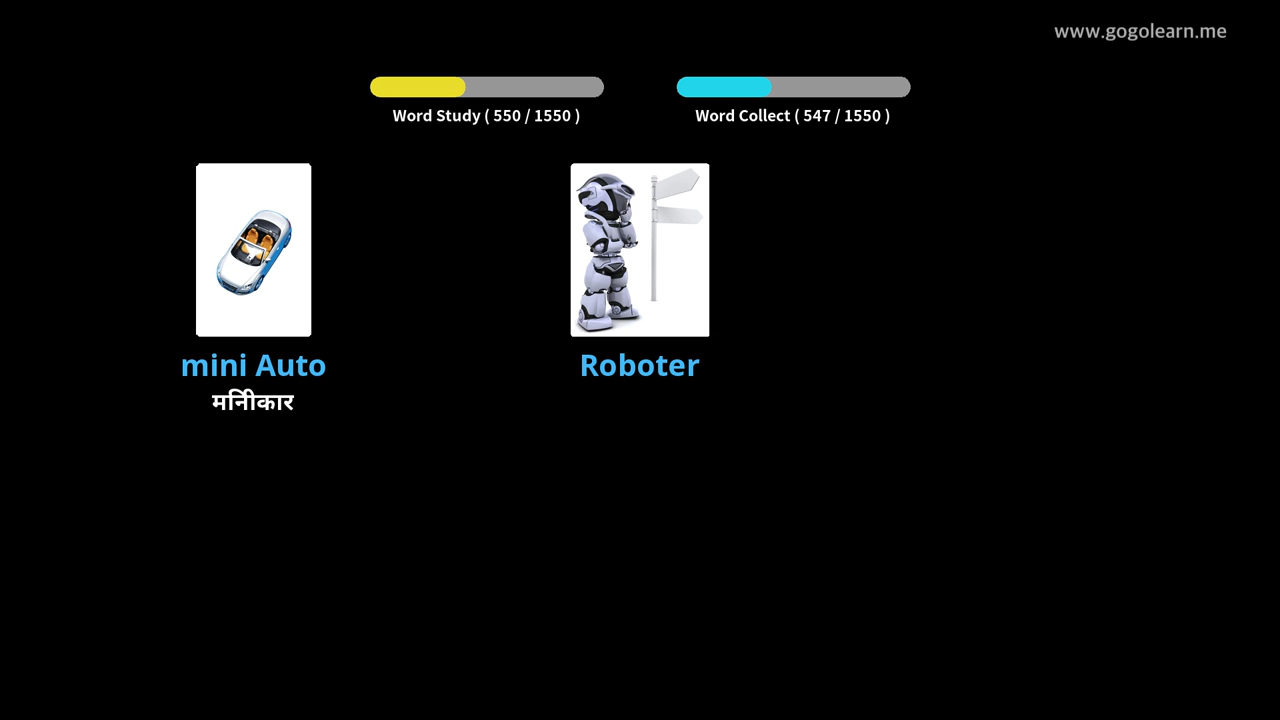 www.gogolearn.me
Word Study ( 550 / 1550 )
Word Collect ( 547 / 1550 )
mini Auto
मिनीकार
Roboter